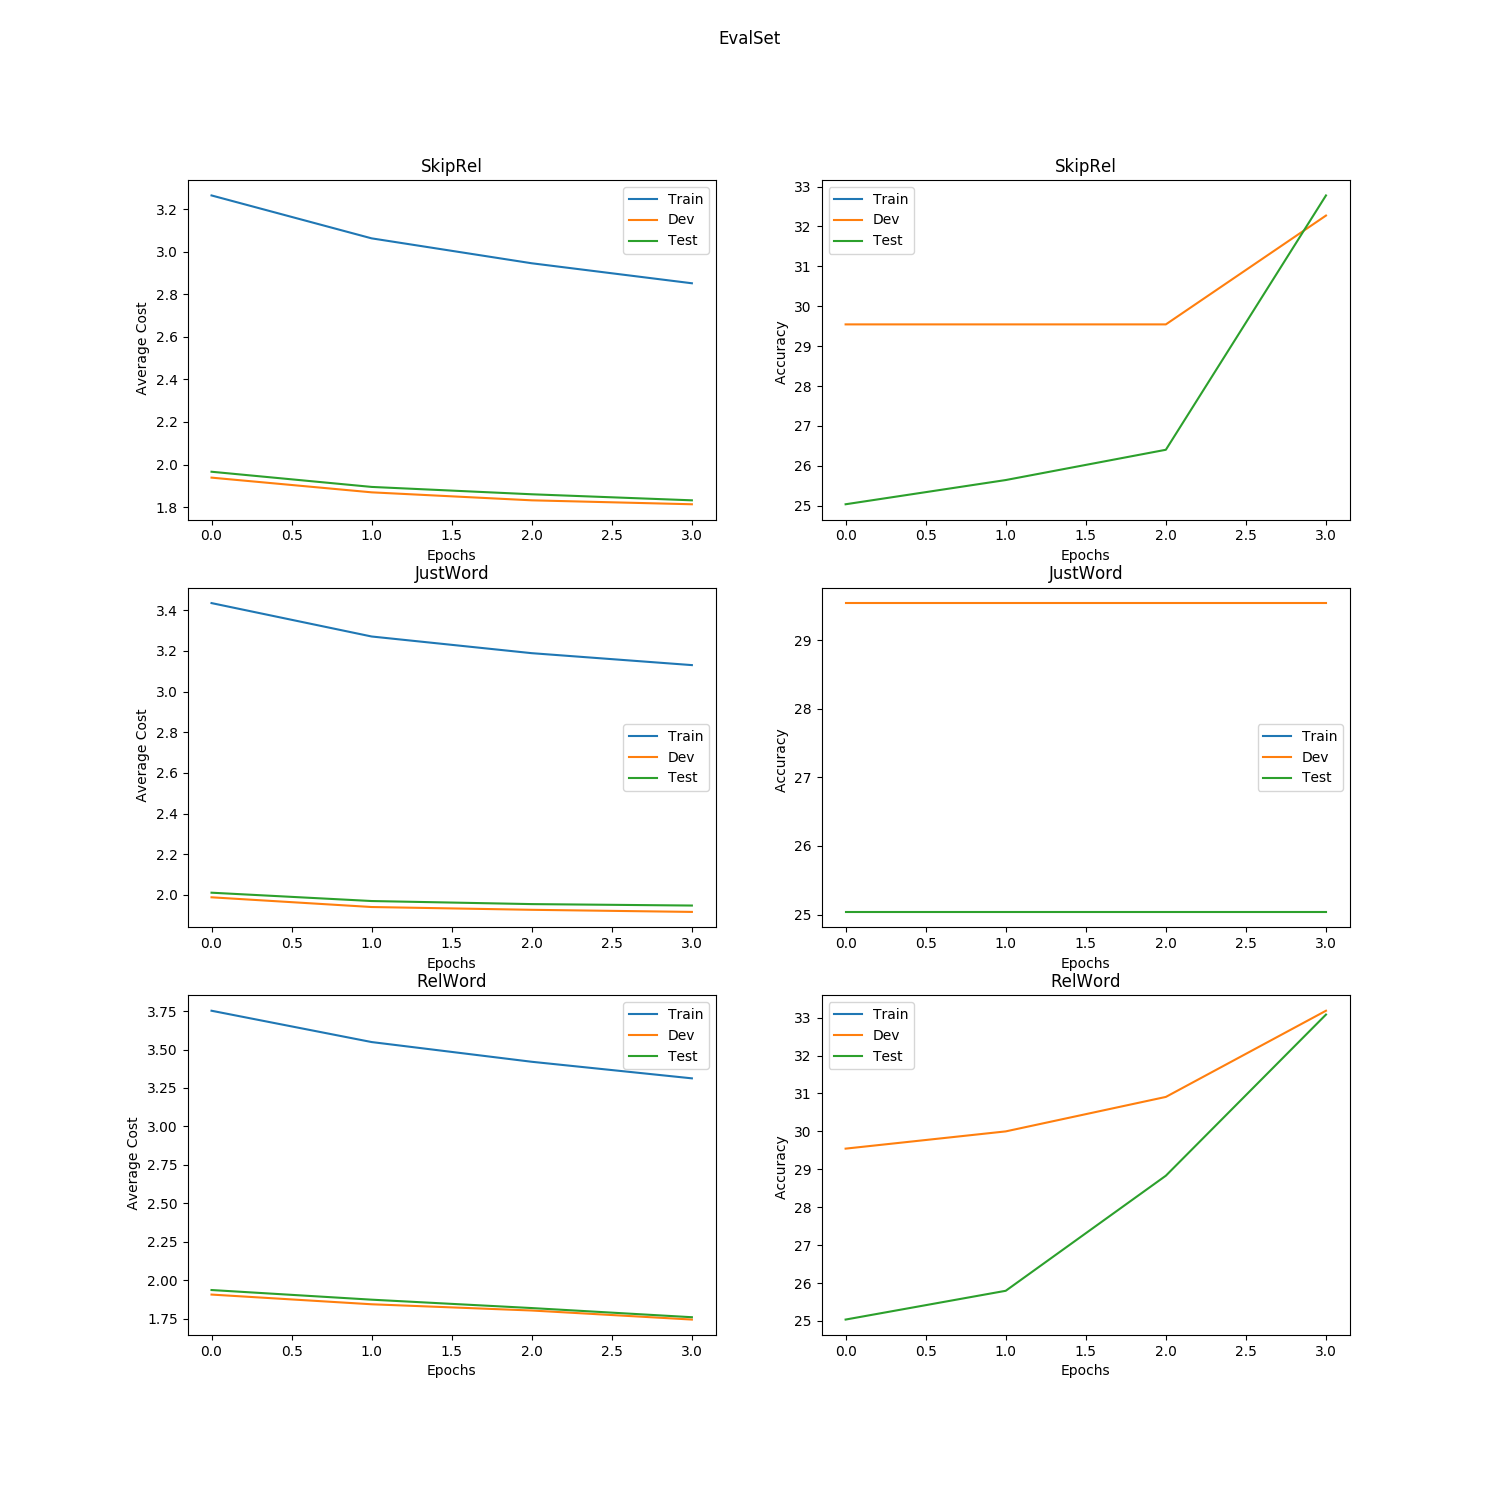 EvalSet
SkipRel
Average Cost
3.2
3.0
2.8
2.6
2.4
2.2
2.0
1.8
Train
Dev
Test
0.0 0.5 1.0 1.5 2.0 2.5 3.0
Epochs
SkipRel
Accuracy
33
32
31
30
29
28
27
26
25
Train
Dev
Test
0.0 0.5 1.0 1.5 2.0 2.5 3.0
Epochs
JustWord
Average Cost
3.4
3.2
3.0
2.8
2.6
2.4
2.2
2.0
Train
Dev
Test
0.0 0.5 1.0 1.5 2.0 2.5 3.0
Epochs
JustWord
Accuracy
29
28
27
26
25
Train
Dev
Test
0.0 0.5 1.0 1.5 2.0 2.5 3.0
Epochs
RelWord
Average Cost
3.75
3.50
3.25
3.00
2.75
2.50
2.25
2.00
1.75
Train
Dev
Test
0.0 0.5 1.0 1.5 2.0 2.5 3.0
Epochs
RelWord
Accuracy
33
32
31
30
29
28
27
26
25
Train
Dev
Test
0.0 0.5 1.0 1.5 2.0 2.5 3.0
Epochs